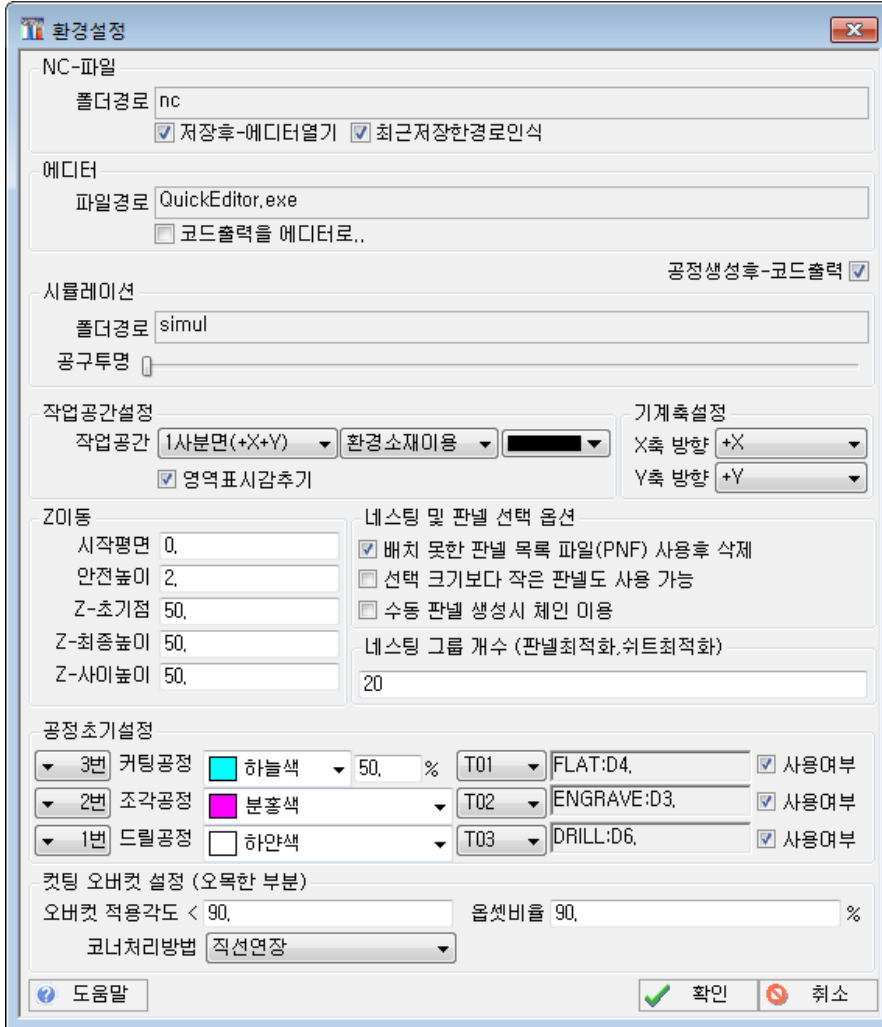 환경설정
NC-파일
폴더경로 nc
저장후-에디터열기 최근저장한경로인식
에디터
파일경로 QuickEditor.exe
코드출력을 에디터로..
공정생성후-코드출력
시뮬레이션
폴더경로 simul
공구투명
작업공간설정
작업공간 1사분면(+X+Y) 환경소재이용
영역표시감추기
기계축설정
X축 방향 +X
Y축 방향 +Y
Z이동
시작평면 0.
안전높이 2.
Z-초기점 50.
Z-최종높이 50.
Z-사이높이 50.
네스팅 및 판넬 선택 옵션
배치 못한 판넬 목록 파일(PNF) 사용후 삭제
선택 크기보다 작은 판넬도 사용 가능
수동 판넬 생성시 체인 이용
네스팅 그룹 개수 (판넬최적화,쉬트최적화)
20
공정초기설정
3번 커팅공정 하늘색 50. % T01 FLAT:D4. 사용여부
2번 조각공정 분홍색 T02 ENGRAVE:D3. 사용여부
1번 드릴공정 하얀색 T03 DRILL:D6. 사용여부
컷팅 오버컷 설정 (오목한 부분)
오버컷 적용각도 < 90. 옵셋비율 90. %
코너처리방법 직선연장
도움말 확인 취소